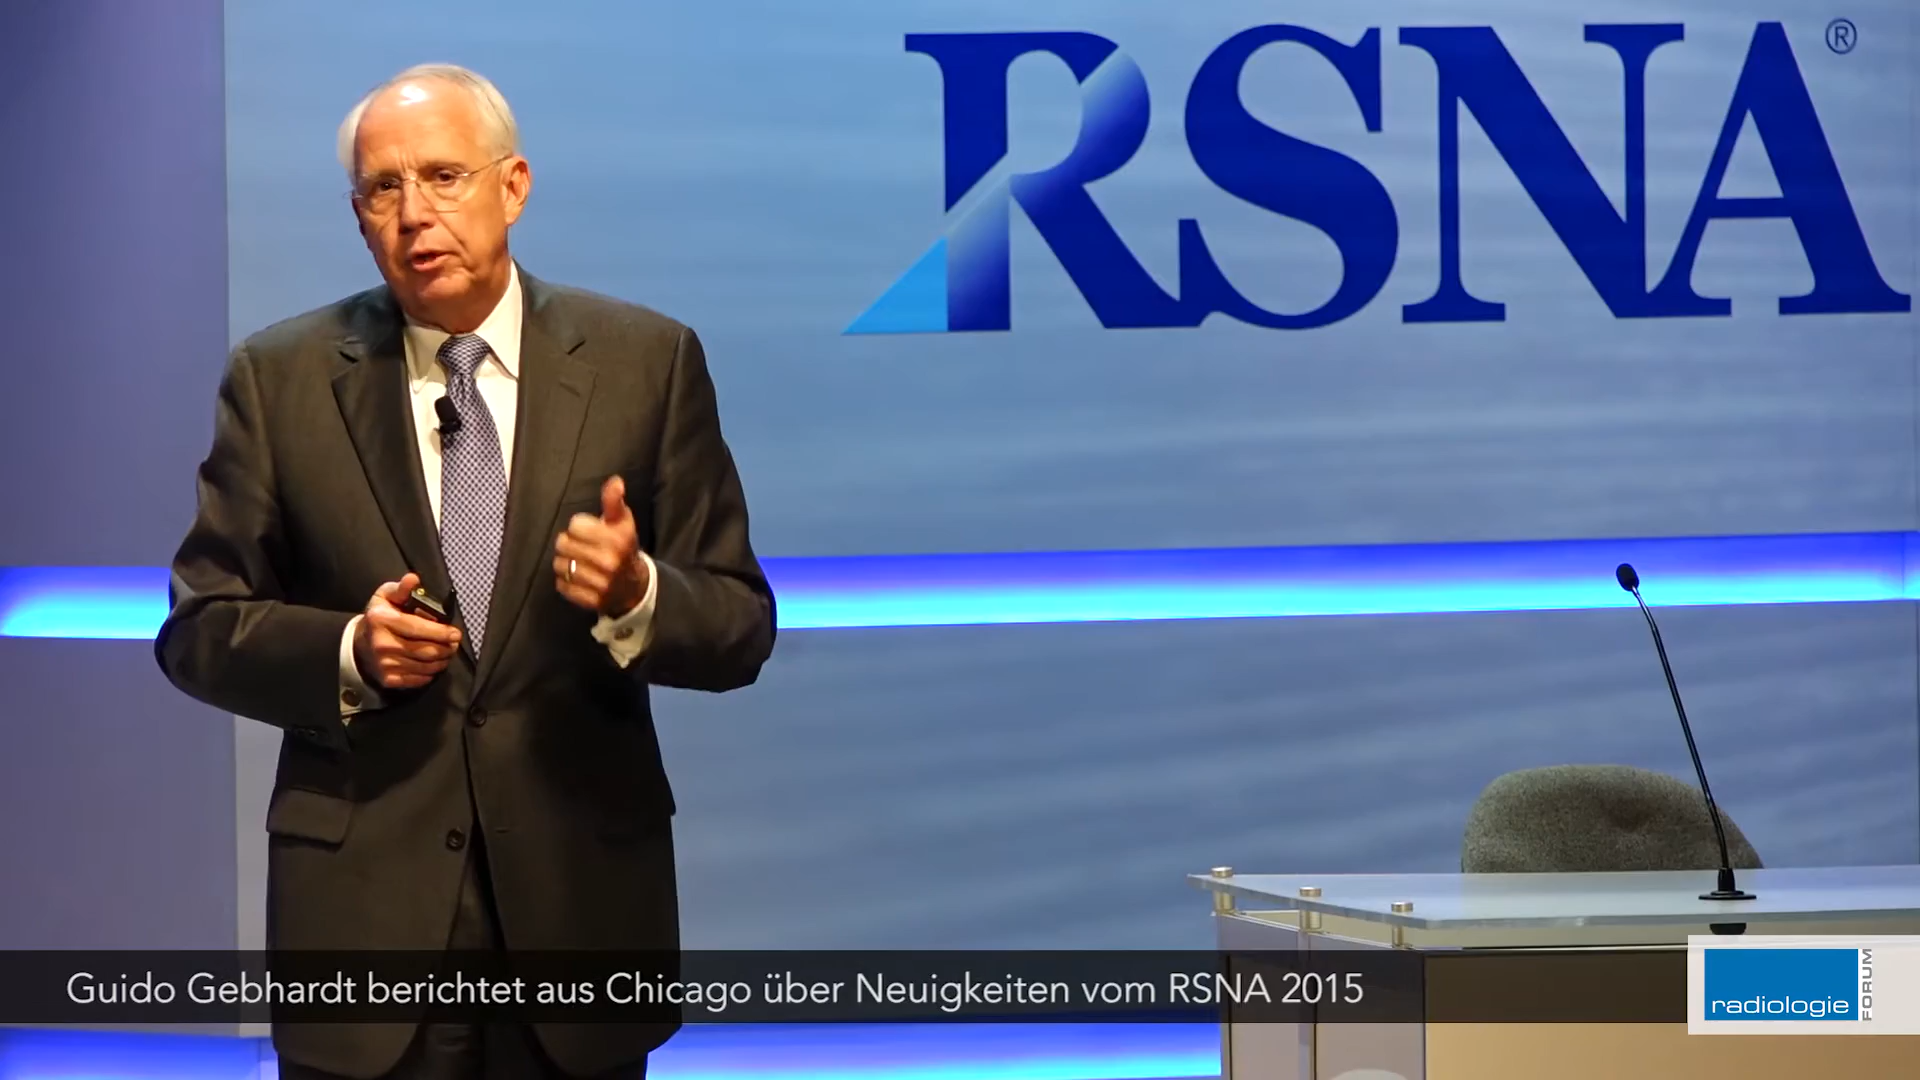 RSNA®
Guido Gebhardt berichtet aus Chicago über Neuigkeiten vom RSNA 2015
radiologie
FORUM